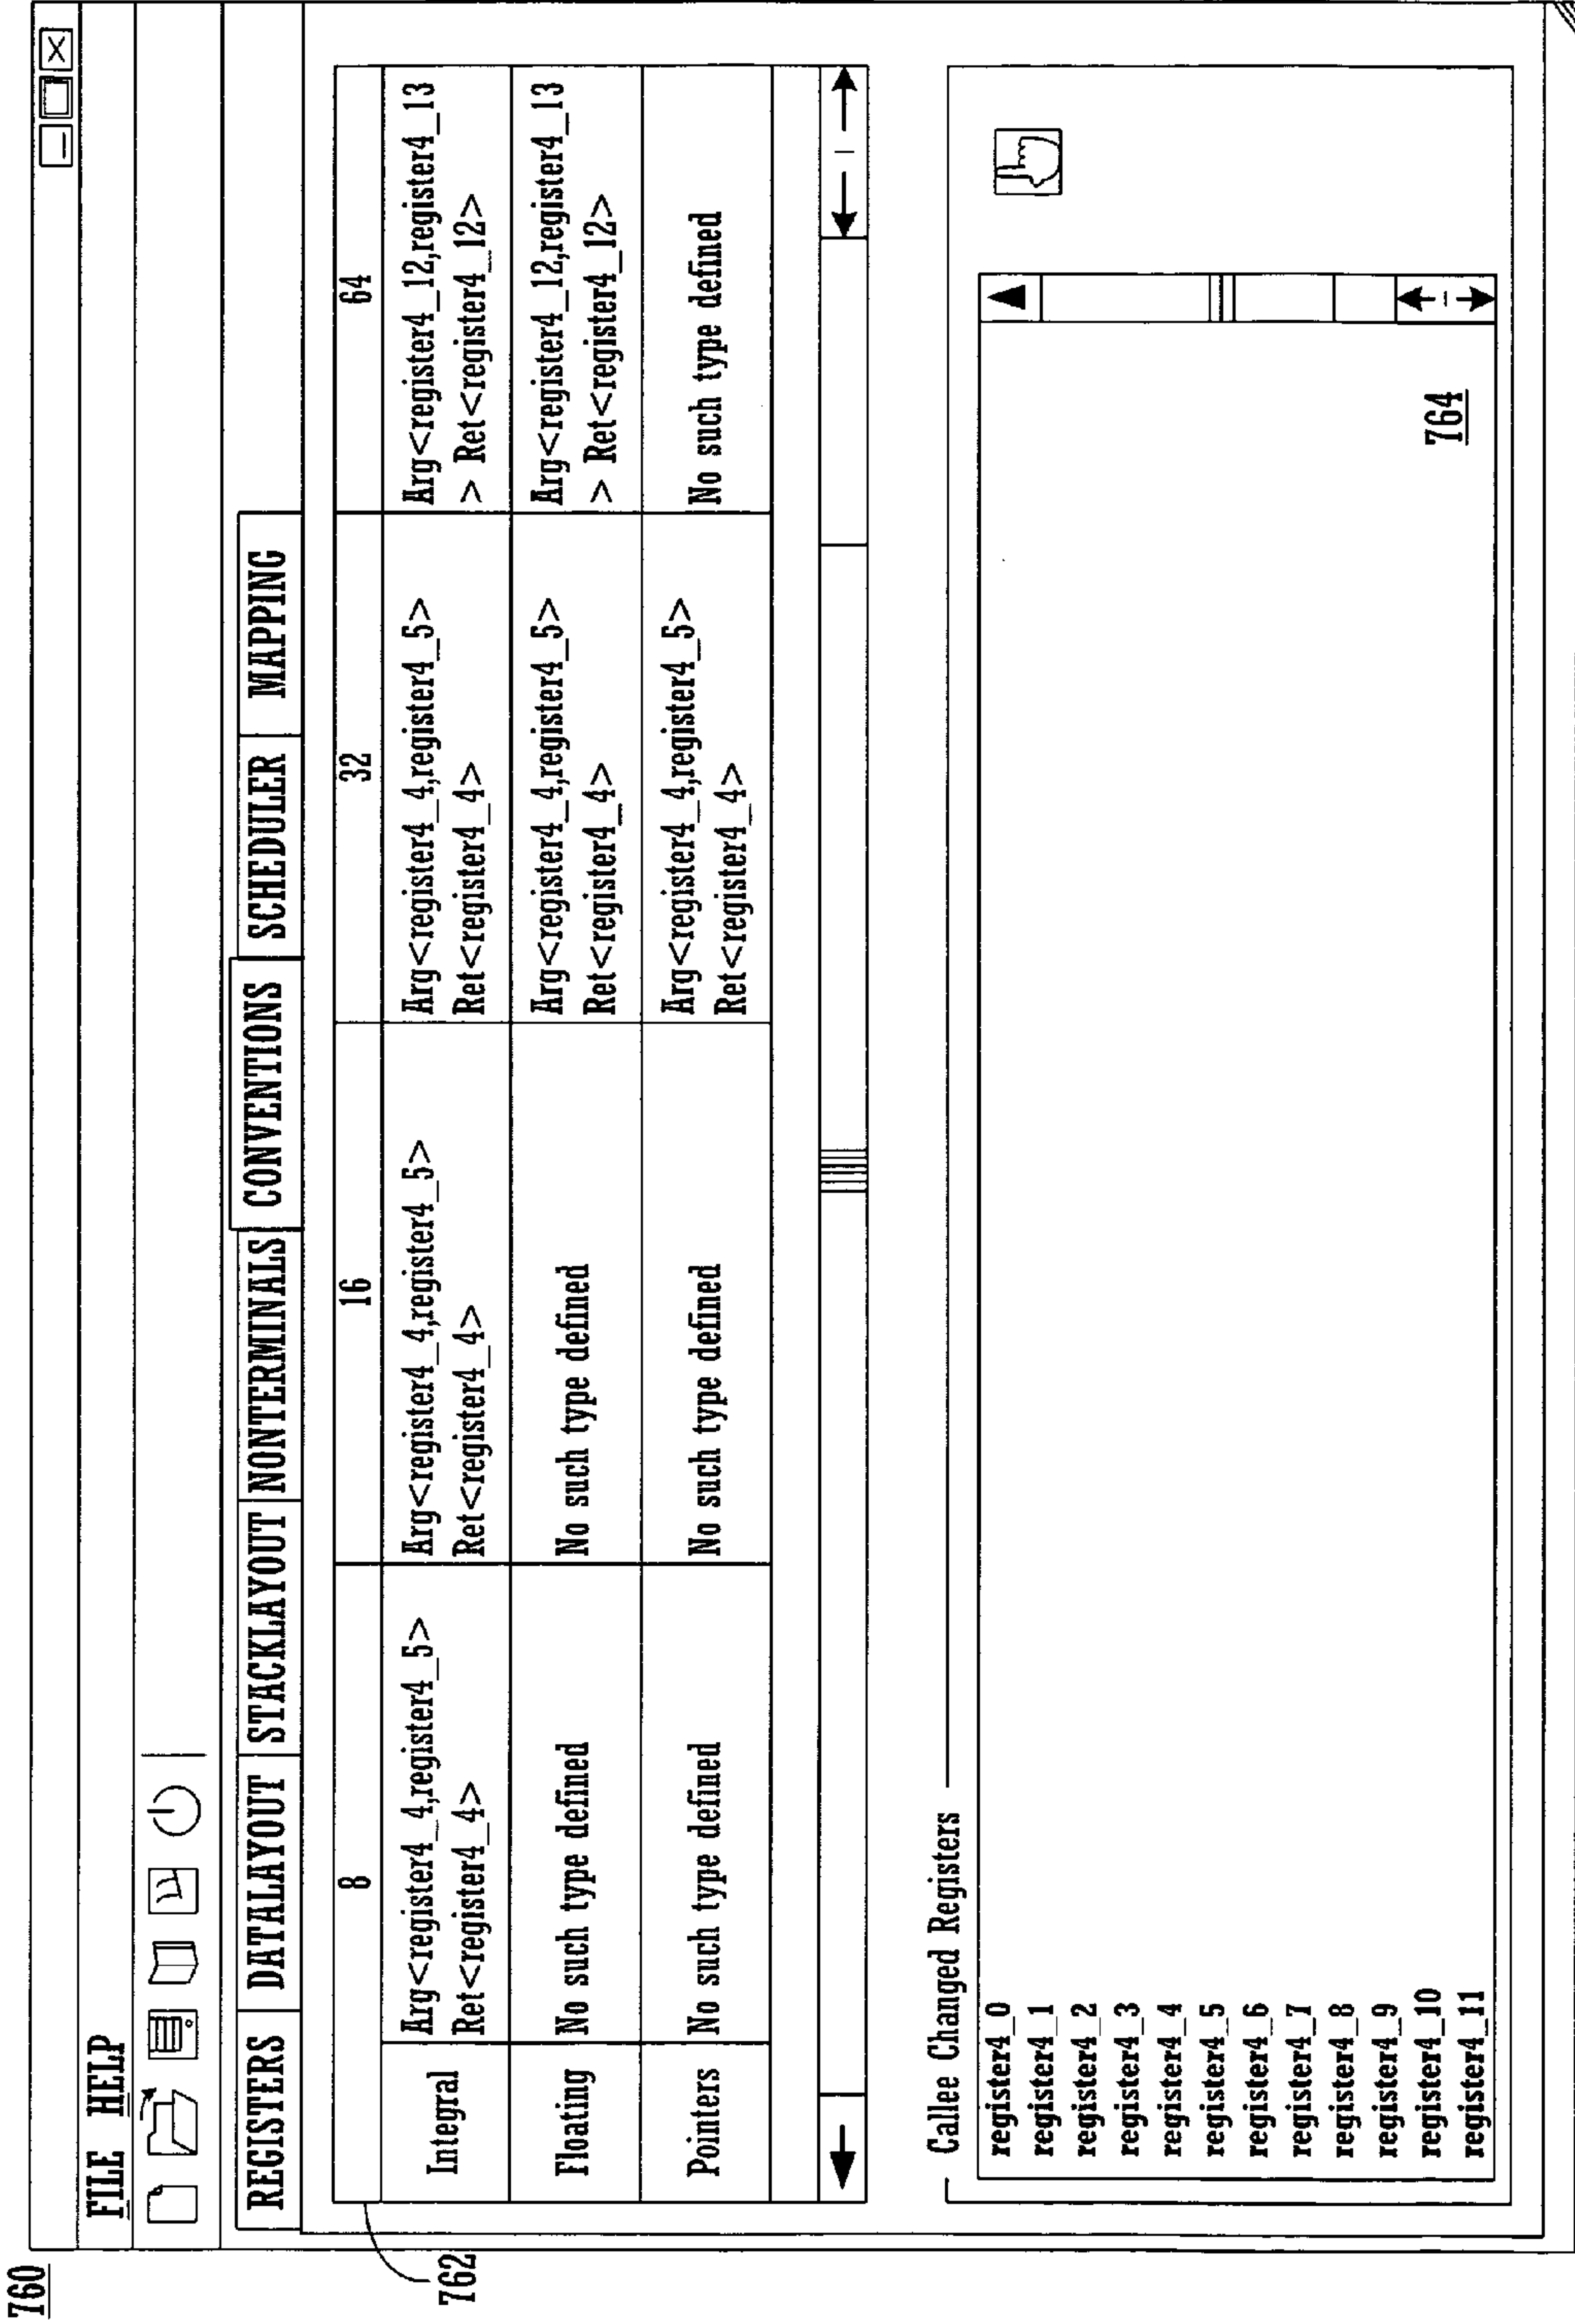 760
FILE HELP
REGISTERS DATALAYOUT STACKLAYOUT NONTERMINALS CONVENTIONS SCHEDULER MAPPING
762
8 16 32 64
Integral Arg<register4_4,register4_5> Arg<register4_4,register4_5> Arg<register4_4,register4_5> Arg<register4_12,register4_13
Ret<register4_4> Ret<register4_4> Ret<register4_4> > Ret<register4_12>
Floating No such type defined No such type defined Arg<register4_4,register4_5> Arg<register4_12,register4_13
Ret<register4_4> > Ret<register4_12>
Pointers No such type defined No such type defined Arg<register4_4,register4_5> No such type defined
Ret<register4_4>
Callee Changed Registers
register4_0
register4_1
register4_2
register4_3
register4_4
register4_5
register4_6
register4_7
register4_8
register4_9
register4_10
register4_11
764